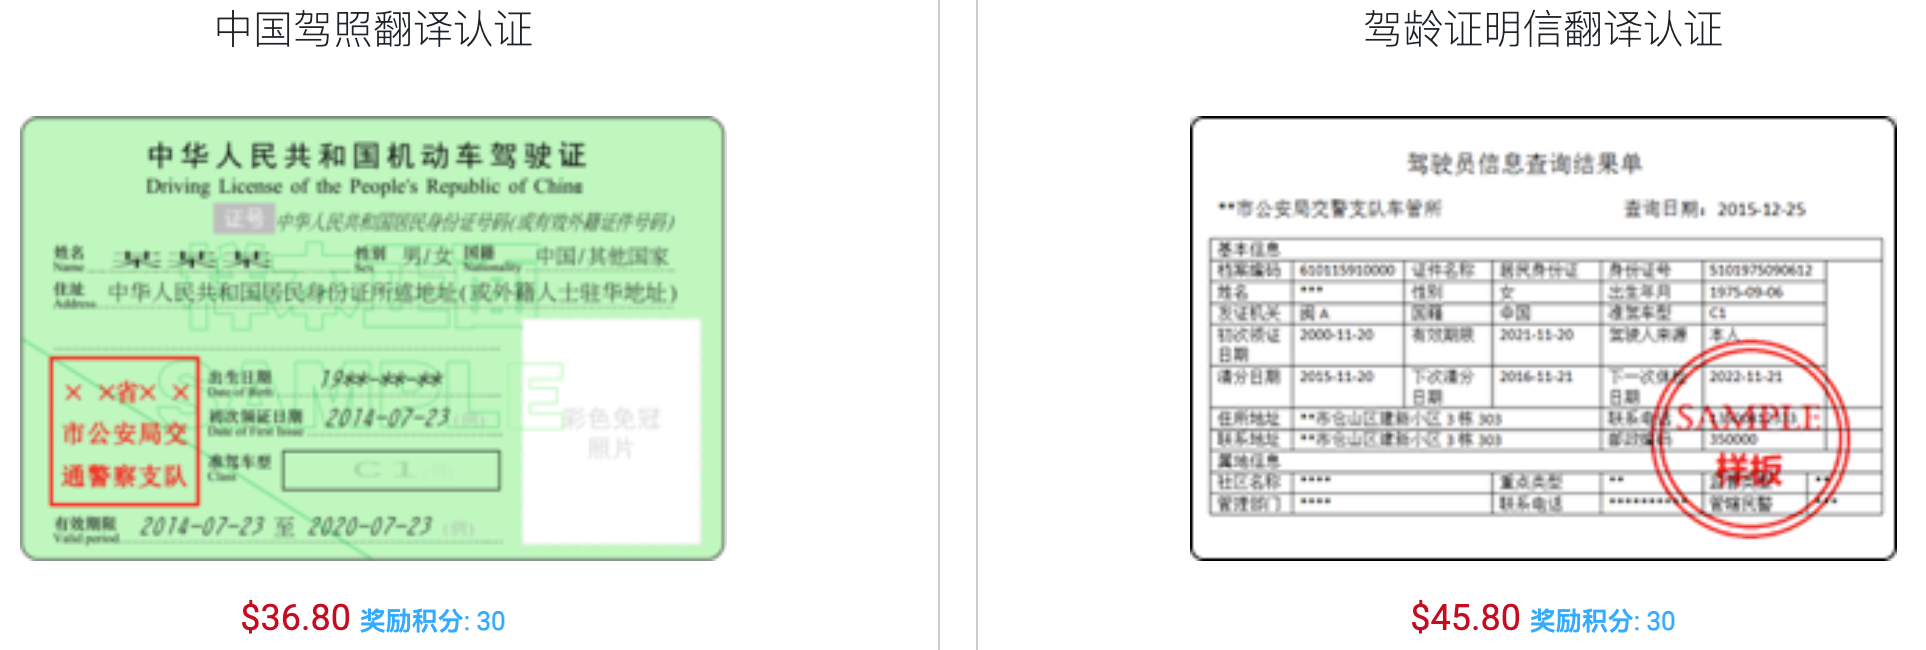 中国驾照翻译认证
中华人民共和国机动车驾驶证
Driving License of the People's Republic of China
证号 中华人民共和国居民身份证号码(或有效外籍证件号码)
姓名 Name 性别 Sex 男/女 国籍 Nationality 中国/其他国家
住址 Address 中华人民共和国居民身份证所述地址(或外籍人士驻华地址)
样本
SAMPLE
××省××
市公安局交
通警察支队
出生日期 Date of Birth 19**-**-**
初次领证日期 Date of First Issue 2014-07-23 (例)
准驾车型 Class C1
彩色免冠
照片
有效期限 Valid period 2014-07-23 至 2020-07-23 (例)
$36.80 奖励积分: 30
驾龄证明信翻译认证
驾驶员信息查询结果单
**市公安局交警支队车管所 查询日期: 2015-12-25
基本信息
档案编码 610115910000 证件名称 居民身份证 身份证号 5101975090612
姓名 *** 性别 女 出生年月 1975-09-06
发证机关 闽A 国籍 中国 准驾车型 C1
初次领证日期 2000-11-20 有效期限 2021-11-20 驾驶人来源 本人
清分日期 2015-11-20 下次清分日期 2016-11-21 下一次体检日期 2022-11-21
住所地址 **市仓山区建新小区 3 栋 303 联系电话
联系地址 **市仓山区建新小区 3 栋 303 邮政编码 350000
属地信息
社区名称 **** 重点类型 ** **
管理部门 **** 联系电话 ********** 管辖民警 ***
SAMPLE
样板
$45.80 奖励积分: 30